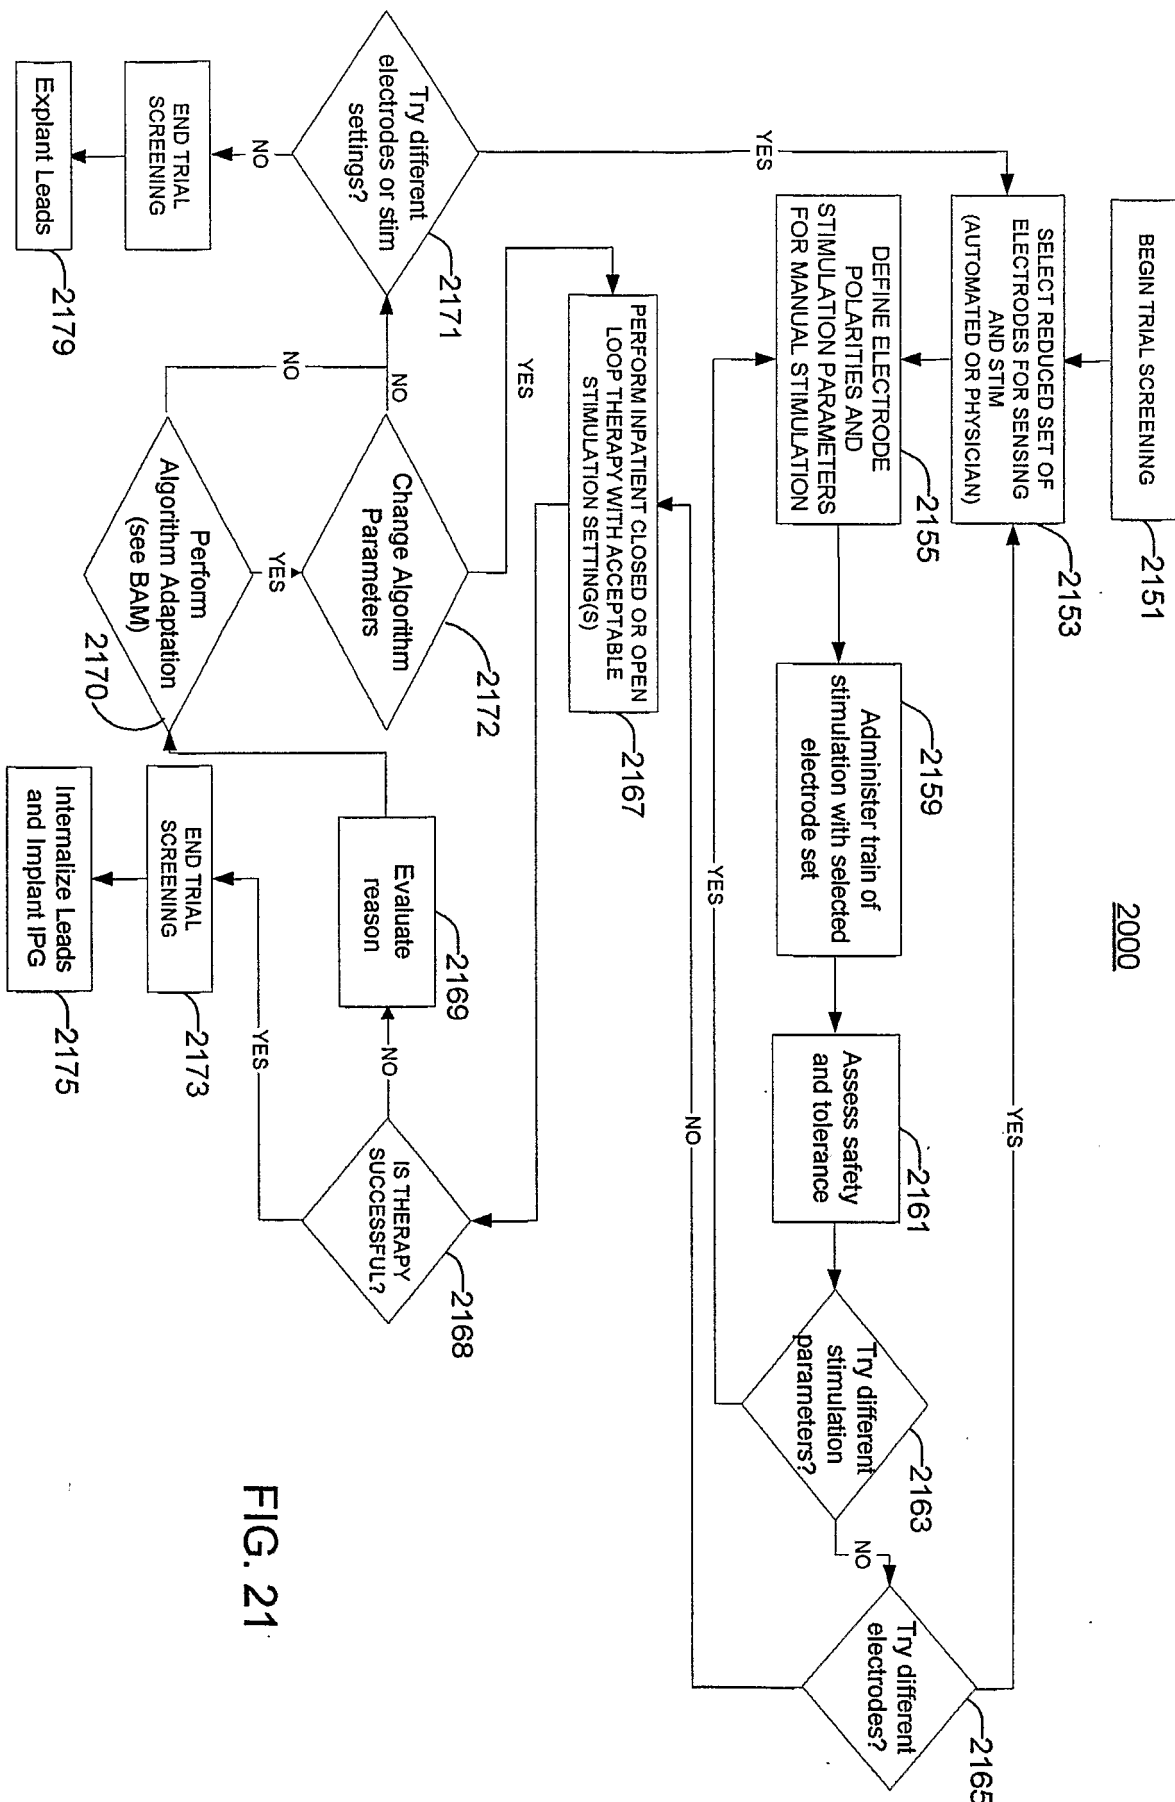 2000
BEGIN TRIAL SCREENING
2151
SELECT REDUCED SET OF
ELECTRODES FOR SENSING
AND STIM
(AUTOMATED OR PHYSICIAN)
2153
YES
YES
DEFINE ELECTRODE
POLARITIES AND
STIMULATION PARAMETERS
FOR MANUAL STIMULATION
2155
Administer train of
stimulation with selected
electrode set
2159
Assess safety
and tolerance
2161
Try different
stimulation
parameters?
2163
NO
Try different
electrodes?
2165
YES
NO
PERFORM INPATIENT CLOSED OR OPEN
LOOP THERAPY WITH ACCEPTABLE
STIMULATION SETTING(S)
2167
YES
Try different
electrodes or stim
settings?
2171
NO
Change Algorithm
Parameters
2172
Evaluate
reason
2169
NO
IS THERAPY
SUCCESSFUL?
2168
NO
YES
Perform
Algorithm Adaptation
(see BAM)
2170
NO
END TRIAL
SCREENING
END TRIAL
SCREENING
2173
YES
Explant Leads
2179
Internalize Leads
and Implant IPG
2175
FIG. 21